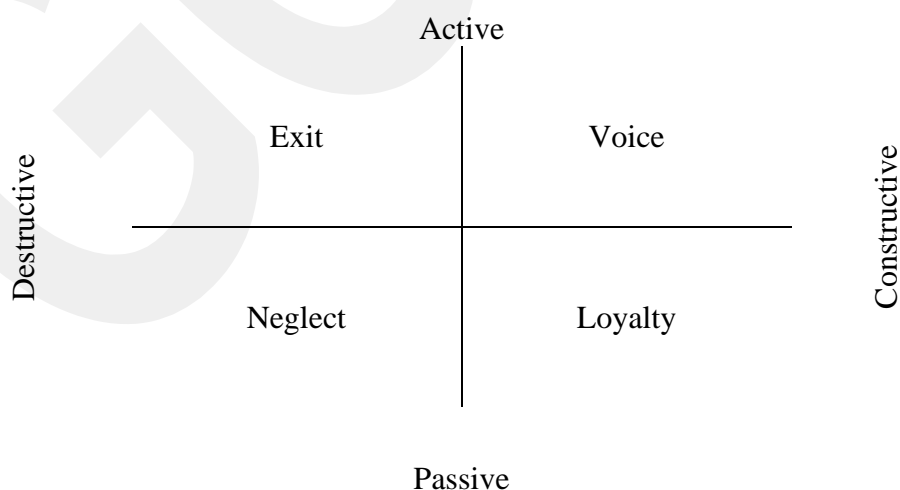 Active
Exit Voice
Destructive
Constructive
Neglect Loyalty
Passive